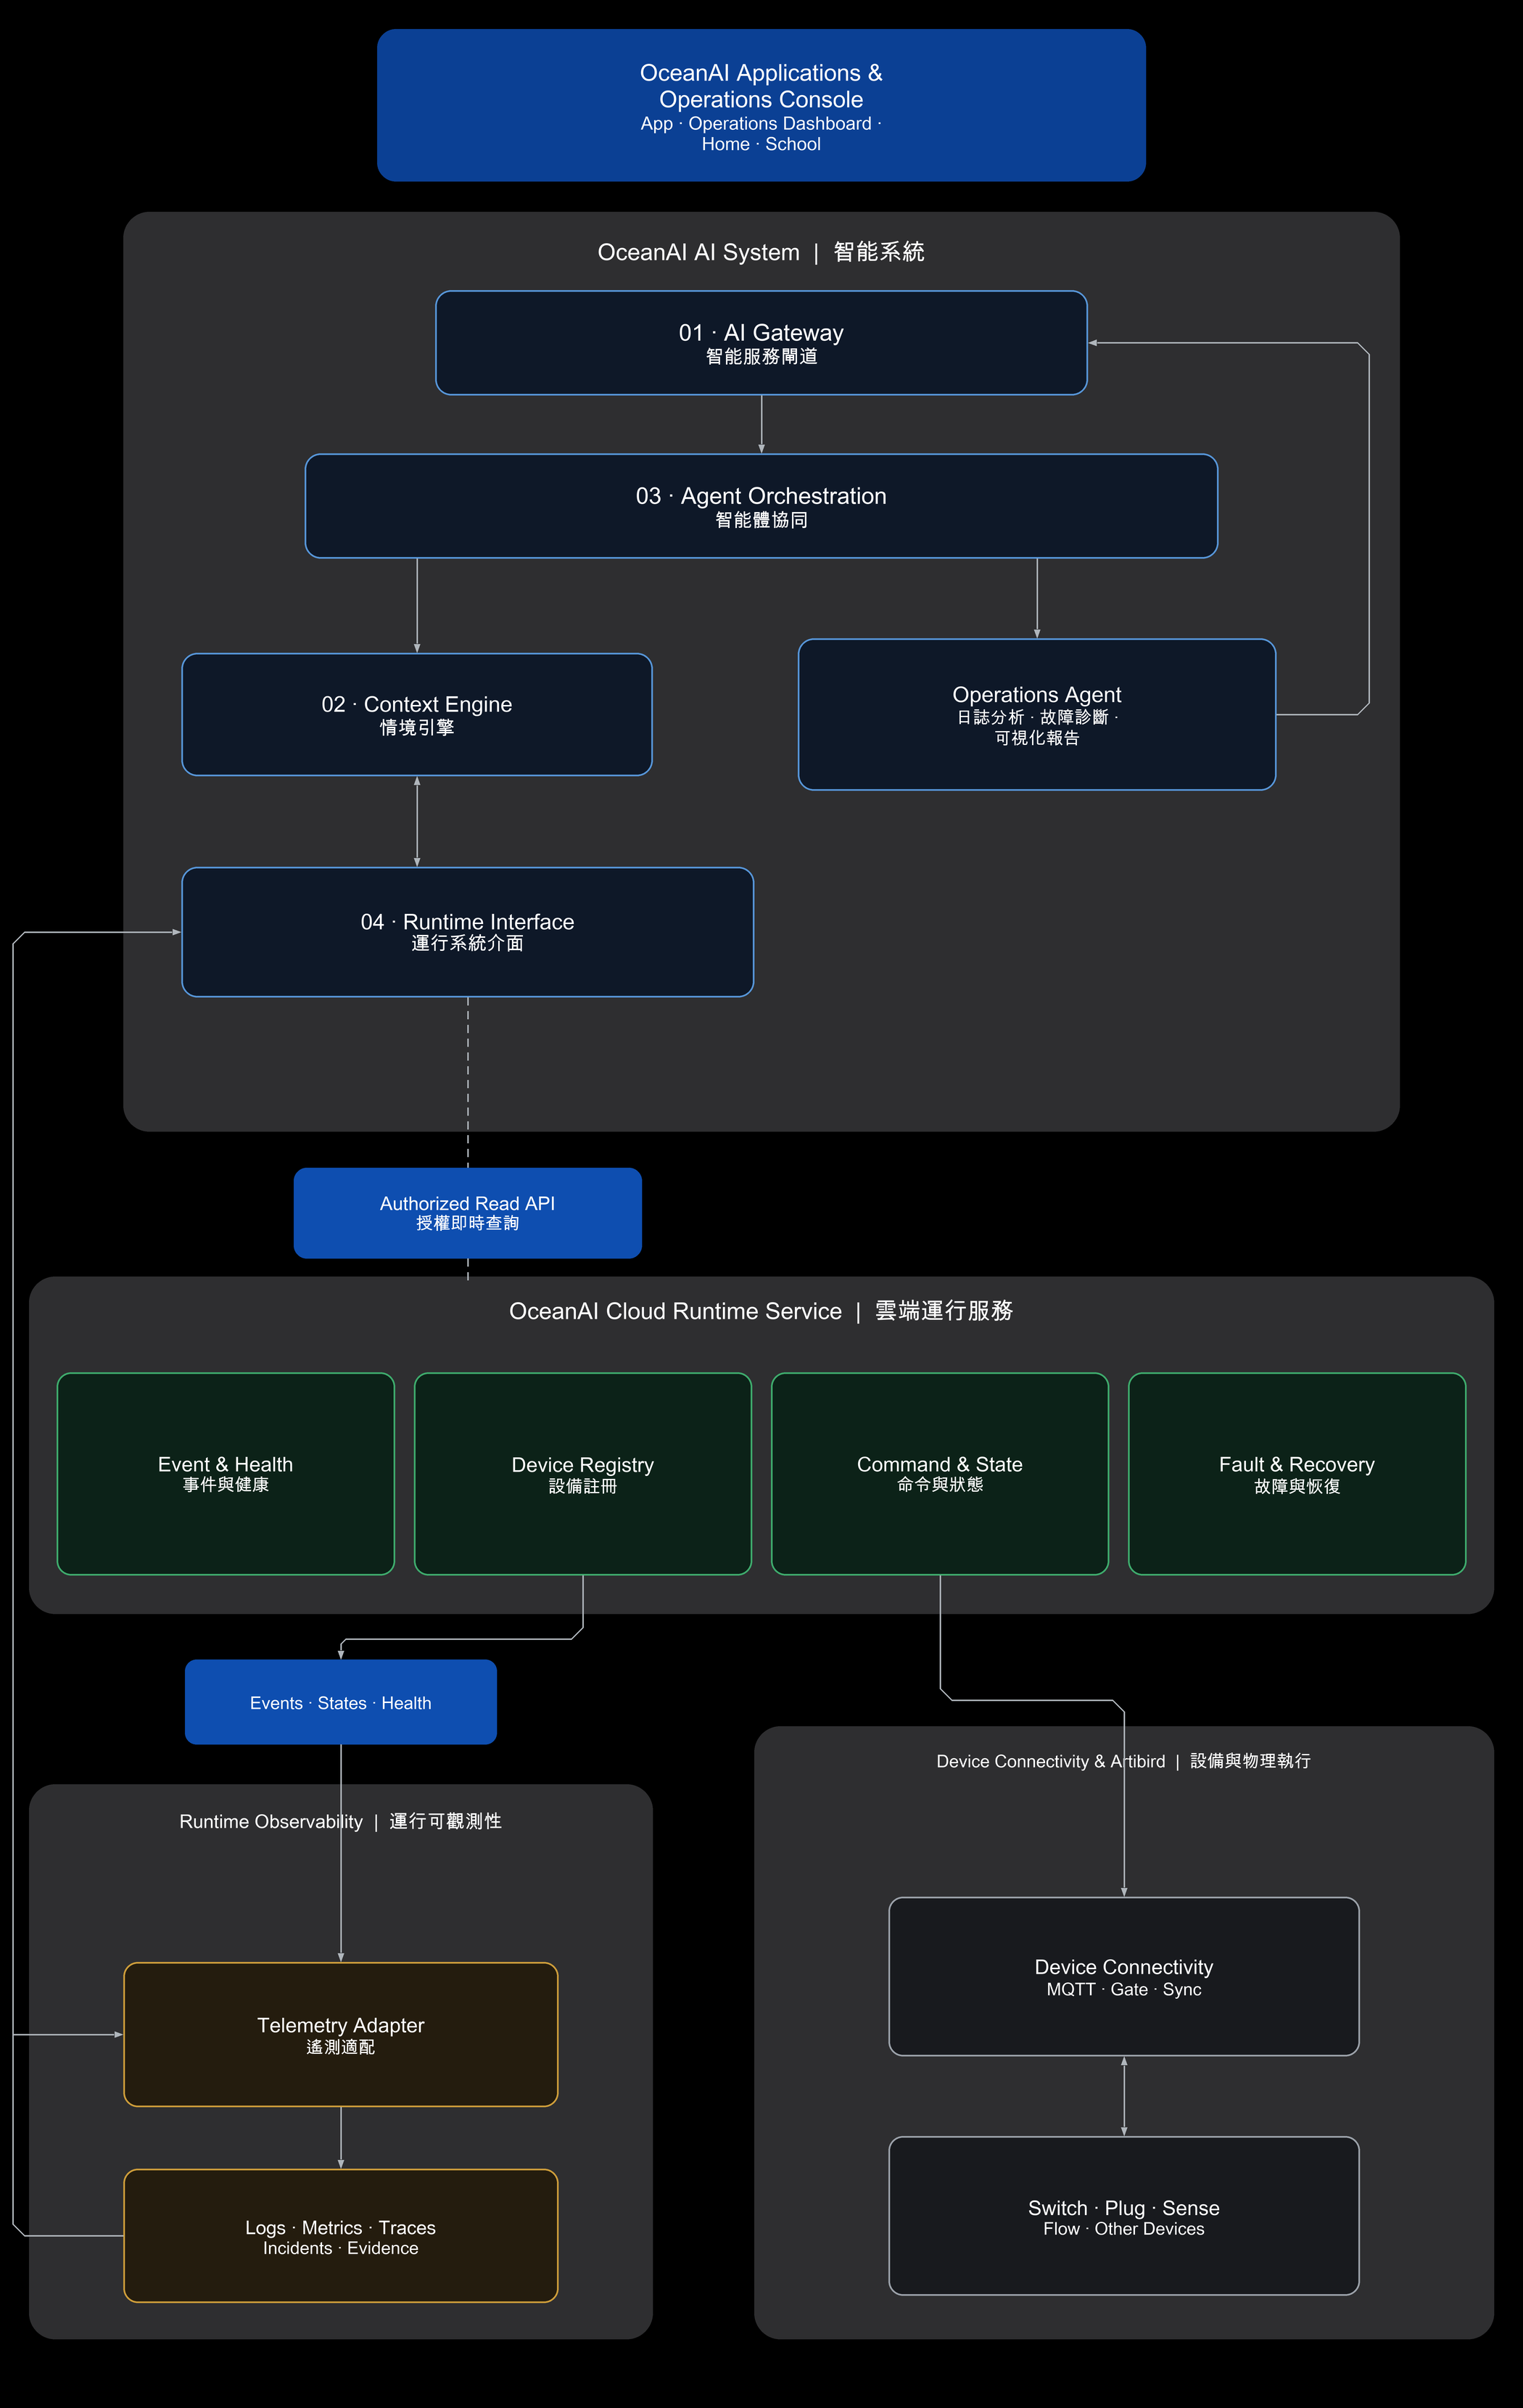 OceanAI Applications &
Operations Console
App · Operations Dashboard ·
Home · School
OceanAI AI System | 智能系統
01 · AI Gateway
智能服務閘道
03 · Agent Orchestration
智能體協同
02 · Context Engine
情境引擎
Operations Agent
日誌分析 · 故障診斷 ·
可視化報告
04 · Runtime Interface
運行系統介面
Authorized Read API
授權即時查詢
OceanAI Cloud Runtime Service | 雲端運行服務
Event & Health
事件與健康
Device Registry
設備註冊
Command & State
命令與狀態
Fault & Recovery
故障與恢復
Events · States · Health
Device Connectivity & Artibird | 設備與物理執行
Runtime Observability | 運行可觀測性
Device Connectivity
MQTT · Gate · Sync
Telemetry Adapter
遙測適配
Switch · Plug · Sense
Flow · Other Devices
Logs · Metrics · Traces
Incidents · Evidence